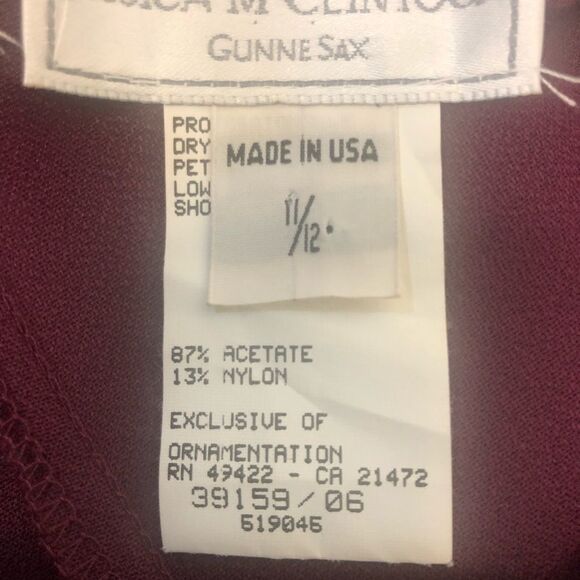 GUNNE SAX
PRO
DRY
PET
LOW
SHO
MADE IN USA
11/12
87% ACETATE
13% NYLON
EXCLUSIVE OF
ORNAMENTATION
RN 49422 - CA 21472
39159/06
519045